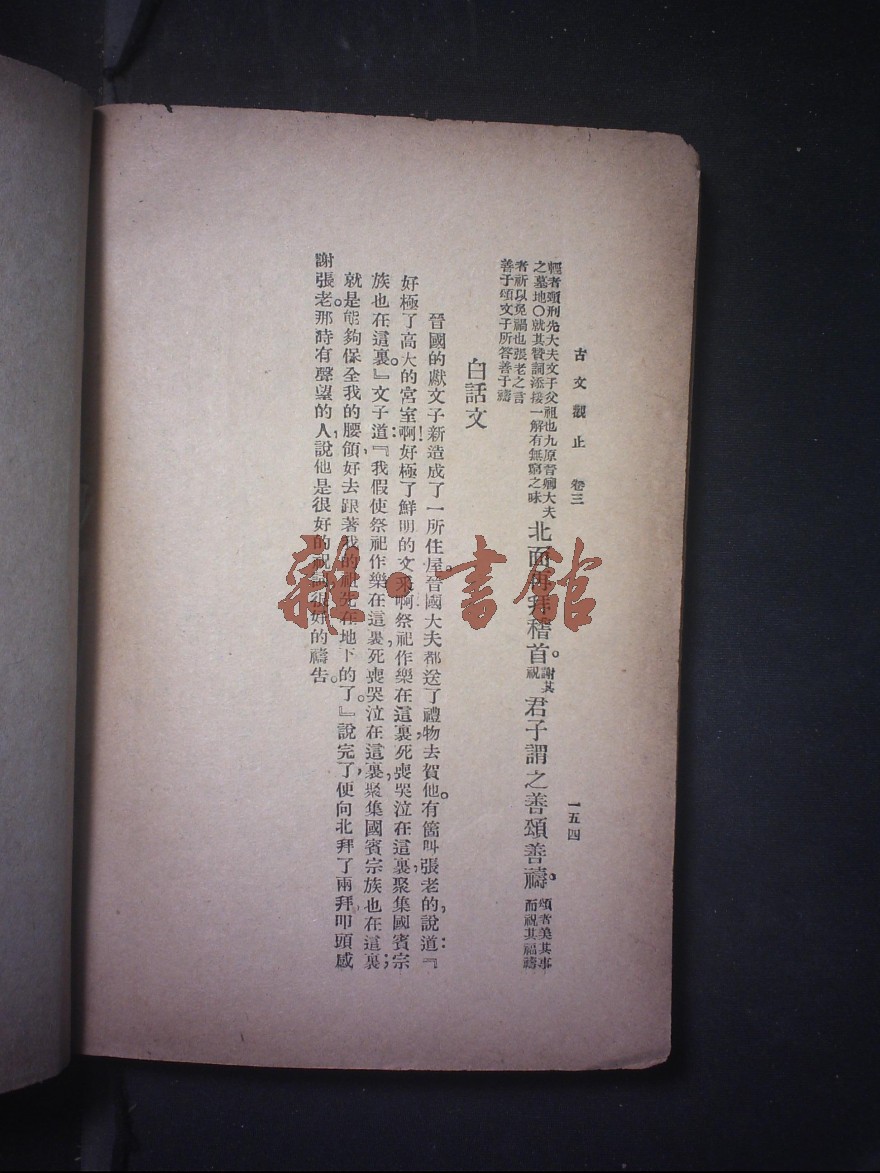 古文觀止 卷三 一五四
輕者頸刑先大夫文子父祖也九原晉卿大夫
之墓地○就其贊詞添接一解有無窮之味
北面再拜稽首。
謝其
祝
君子謂之善頌善禱。
頌者美其事
而祝其福禱
者祈以免禍也張老之言
善于頌文子所答善于禱
白話文
晉國的獻文子新造成了一所住屋。晉國大夫都送了禮物去賀他。有箇叫張老的，說道：『
好極了！高大的宮室啊！好極了鮮明的文采啊！祭祀作樂在這裏，死喪哭泣在這裏，聚集國賓宗
族也在這裏。』文子道：『我假使祭祀作樂在這裏，死喪哭泣在這裏，聚集國賓宗族也在這裏；
就是能夠保全我的腰領，好去跟著我的祖死在地下的了。』說完了，便向北拜了兩拜，叩頭感
謝張老。那時有聲望的人，說他是很好的祝詞，很好的禱告。
雜·書館